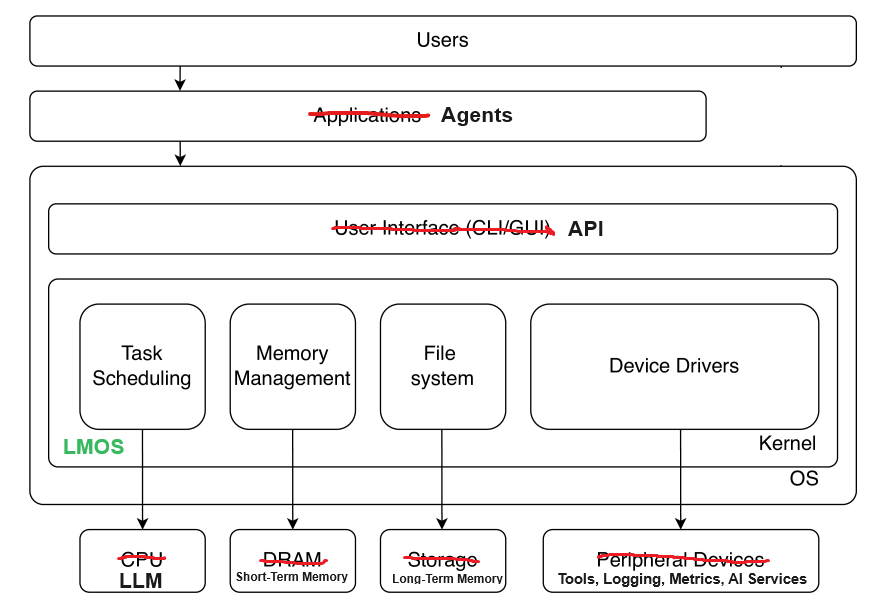 Users
Applications Agents
User Interface (CLI/GUI) API
Task
Scheduling
Memory
Management
File
system
Device Drivers
LMOS
Kernel
OS
CPU
LLM
DRAM
Short-Term Memory
Storage
Long-Term Memory
Peripheral Devices
Tools, Logging, Metrics, AI Services